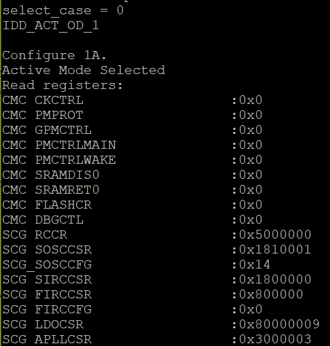 select_case = 0
IDD_ACT_OD_1
Configure 1A.
Active Mode Selected
Read registers:
CMC CKCTRL :0x0
CMC PMPROT :0x0
CMC GPMCTRL :0x0
CMC PMCTRLMAIN :0x0
CMC PMCTRLWAKE :0x0
CMC SRAMDIS0 :0x0
CMC SRAMRET0 :0x0
CMC FLASHCR :0x0
CMC DBGCTL :0x0
SCG RCCR :0x5000000
SCG SOSCCSR :0x1810001
SCG_SOSCCFG :0x14
SCG SIRCCSR :0x1800000
SCG FIRCCSR :0x800000
SCG FIRCCFG :0x0
SCG LDOCSR :0x80000009
SCG APLLCSR :0x3000003